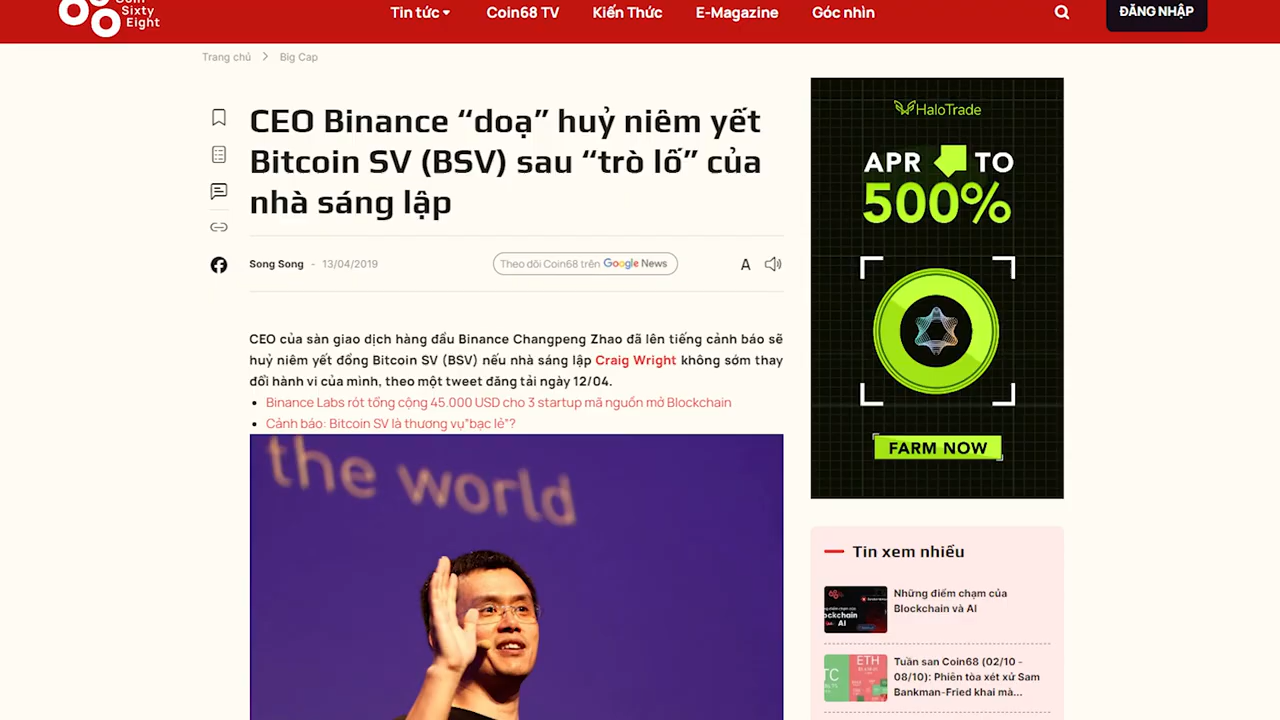 Coin
Sixty
Eight
Tin tức
Coin68 TV
Kiến Thức
E-Magazine
Góc nhìn
ĐĂNG NHẬP
Trang chủ > Big Cap
CEO Binance “doạ” huỷ niêm yết
Bitcoin SV (BSV) sau “trò lố” của
nhà sáng lập
Song Song - 13/04/2019
Theo dõi Coin68 trên Google News
A
CEO của sàn giao dịch hàng đầu Binance Changpeng Zhao đã lên tiếng cảnh báo sẽ
huỷ niêm yết đồng Bitcoin SV (BSV) nếu nhà sáng lập Craig Wright không sớm thay
đổi hành vi của mình, theo một tweet đăng tải ngày 12/04.
• Binance Labs rót tổng cộng 45.000 USD cho 3 startup mã nguồn mở Blockchain
• Cảnh báo: Bitcoin SV là thương vụ“bạc lẻ”?
the world
HaloTrade
APR TO
500%
FARM NOW
Tin xem nhiều
Những điểm chạm của
Blockchain và AI
Tuần san Coin68 (02/10 -
08/10): Phiên tòa xét xử Sam
Bankman-Fried khai mà...
ETH